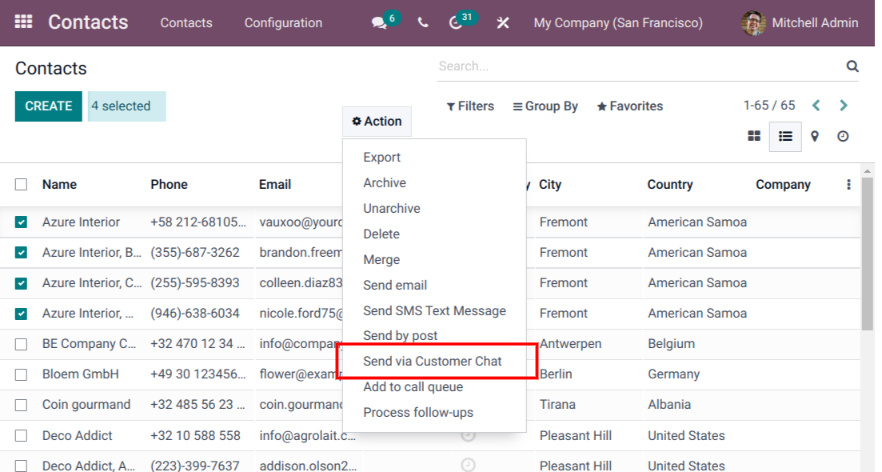 Contacts Contacts Configuration 6 31 My Company (San Francisco) Mitchell Admin
Contacts
Search...
CREATE 4 selected
Action Filters Group By Favorites 1-65 / 65
Export
Archive
Unarchive
Delete
Merge
Send email
Send SMS Text Message
Send by post
Send via Customer Chat
Add to call queue
Process follow-ups
Name Phone Email y City Country Company
Azure Interior +58 212-68105... vauxoo@yourc Fremont American Samoa
Azure Interior, B... (355)-687-3262 brandon.freem Fremont American Samoa
Azure Interior, C... (255)-595-8393 colleen.diaz83 Fremont American Samoa
Azure Interior, ... (946)-638-6034 nicole.ford75@ Fremont American Samoa
BE Company C... +32 470 12 34 ... info@company Antwerpen Belgium
Bloem GmbH +49 30 123456... flower@examp Berlin Germany
Coin gourmand +32 485 56 23 ... coin.gourmand Tirana Albania
Deco Addict +32 10 588 558 info@agrolait.c... Pleasant Hill United States
Deco Addict, A... (223)-399-7637 addison.olson2... Pleasant Hill United States